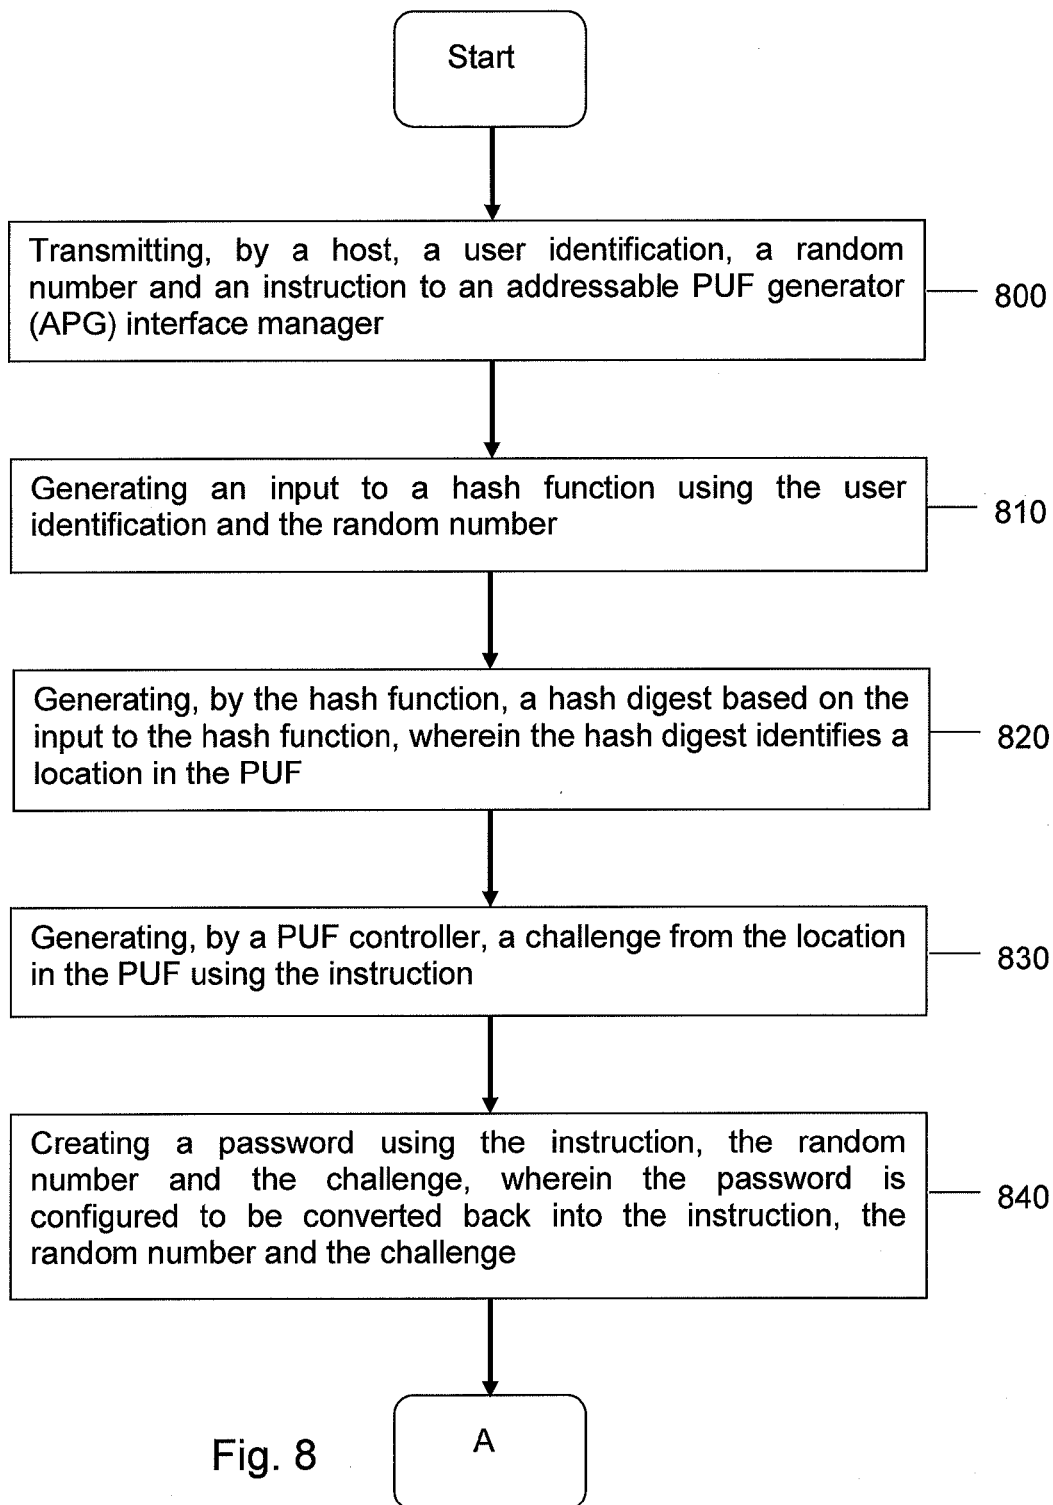 Start
Transmitting, by a host, a user identification, a random
number and an instruction to an addressable PUF generator
(APG) interface manager
800
Generating an input to a hash function using the user
identification and the random number
810
Generating, by the hash function, a hash digest based on the
input to the hash function, wherein the hash digest identifies a
location in the PUF
820
Generating, by a PUF controller, a challenge from the location
in the PUF using the instruction
830
Creating a password using the instruction, the random
number and the challenge, wherein the password is
configured to be converted back into the instruction, the
random number and the challenge
840
A
Fig. 8